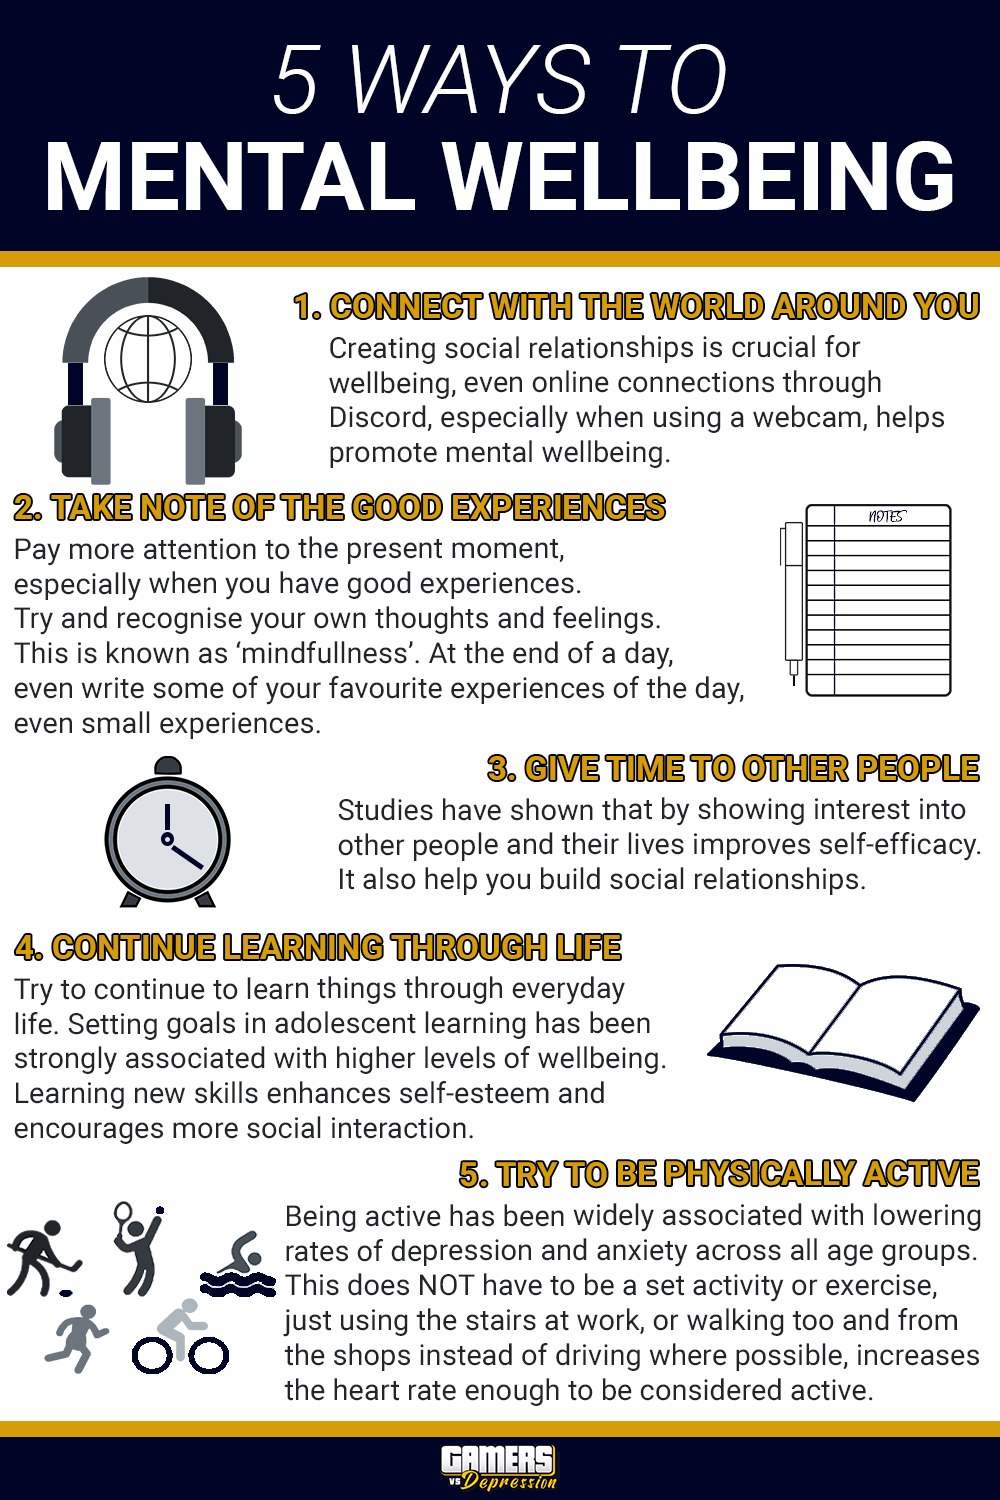 5 WAYS TO
MENTAL WELLBEING
1. CONNECT WITH THE WORLD AROUND YOU
Creating social relationships is crucial for
wellbeing, even online connections through
Discord, especially when using a webcam, helps
promote mental wellbeing.
2. TAKE NOTE OF THE GOOD EXPERIENCES
Pay more attention to the present moment,
especially when you have good experiences.
Try and recognise your own thoughts and feelings.
This is known as ‘mindfullness’. At the end of a day,
even write some of your favourite experiences of the day,
even small experiences.
NOTES
3. GIVE TIME TO OTHER PEOPLE
Studies have shown that by showing interest into
other people and their lives improves self-efficacy.
It also help you build social relationships.
4. CONTINUE LEARNING THROUGH LIFE
Try to continue to learn things through everyday
life. Setting goals in adolescent learning has been
strongly associated with higher levels of wellbeing.
Learning new skills enhances self-esteem and
encourages more social interaction.
5. TRY TO BE PHYSICALLY ACTIVE
Being active has been widely associated with lowering
rates of depression and anxiety across all age groups.
This does NOT have to be a set activity or exercise,
just using the stairs at work, or walking too and from
the shops instead of driving where possible, increases
the heart rate enough to be considered active.
GAMERS
VS Depression